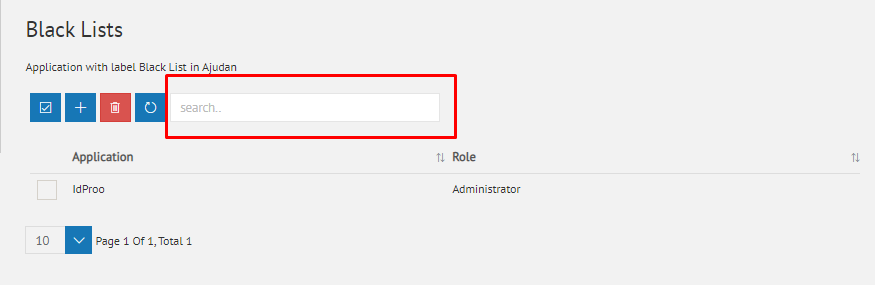 Black Lists
Application with label Black List in Ajudan
search..
Application Role
IdProo Administrator
10 Page 1 Of 1, Total 1